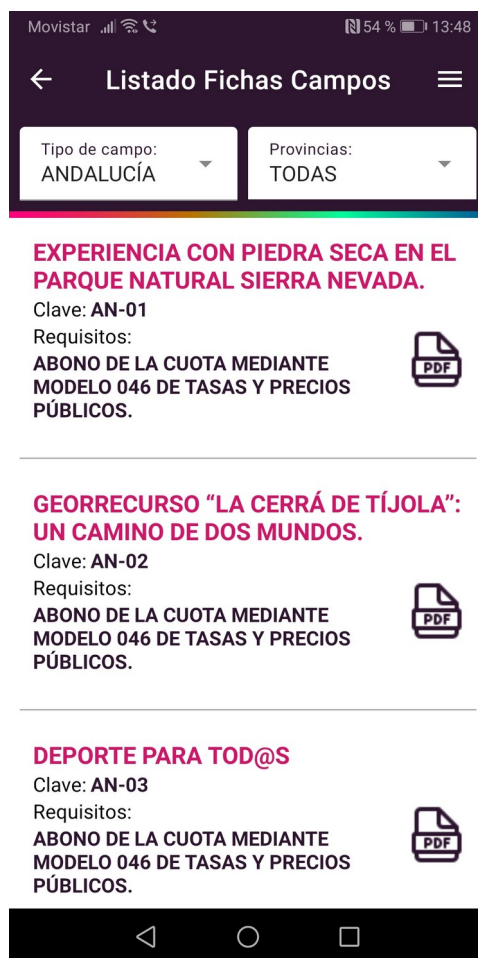 Movistar 54 % 13:48
Listado Fichas Campos
Tipo de campo: Provincias:
ANDALUCÍA TODAS
EXPERIENCIA CON PIEDRA SECA EN EL
PARQUE NATURAL SIERRA NEVADA.
Clave: AN-01
Requisitos:
ABONO DE LA CUOTA MEDIANTE
MODELO 046 DE TASAS Y PRECIOS
PÚBLICOS.
PDF
GEORRECURSO “LA CERRÁ DE TÍJOLA”:
UN CAMINO DE DOS MUNDOS.
Clave: AN-02
Requisitos:
ABONO DE LA CUOTA MEDIANTE
MODELO 046 DE TASAS Y PRECIOS
PÚBLICOS.
PDF
DEPORTE PARA TOD@S
Clave: AN-03
Requisitos:
ABONO DE LA CUOTA MEDIANTE
MODELO 046 DE TASAS Y PRECIOS
PÚBLICOS.
PDF